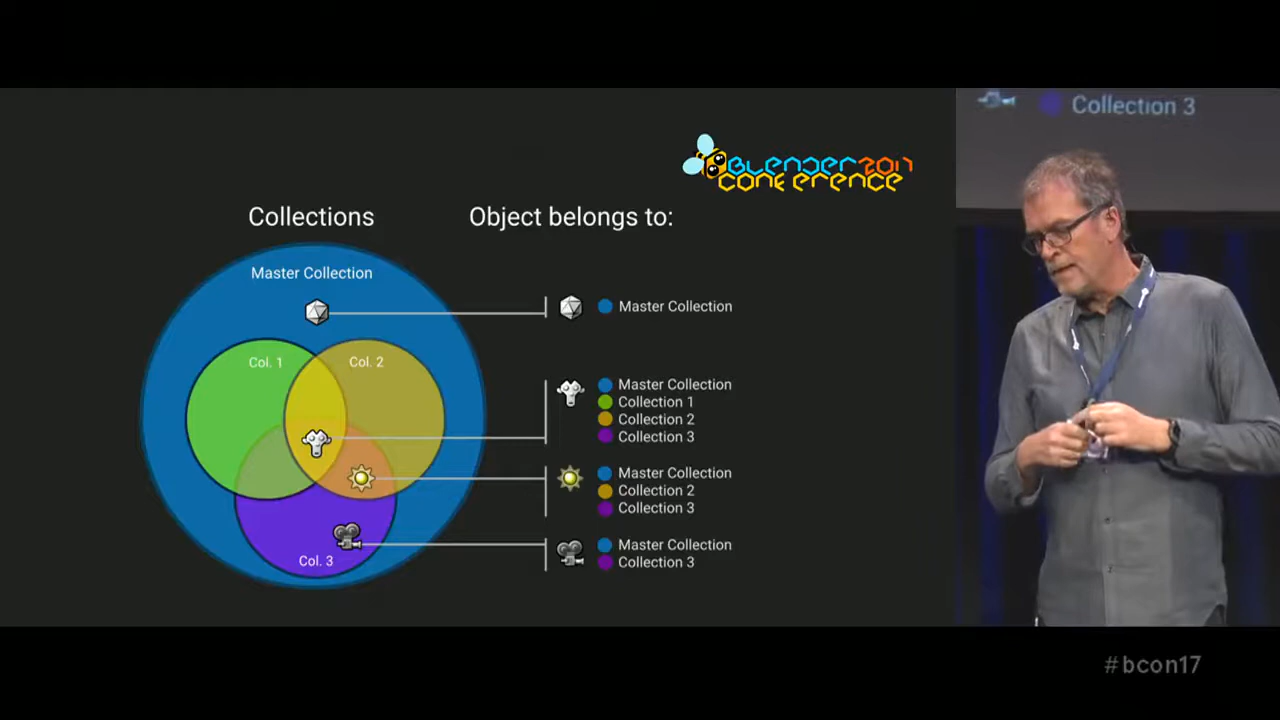 Blender 2017
Conference
Collections
Object belongs to:
Master Collection
Col. 1
Col. 2
Col. 3
Master Collection
Master Collection
Collection 1
Collection 2
Collection 3
Master Collection
Collection 2
Collection 3
Master Collection
Collection 3
Collection 3
#bcon17